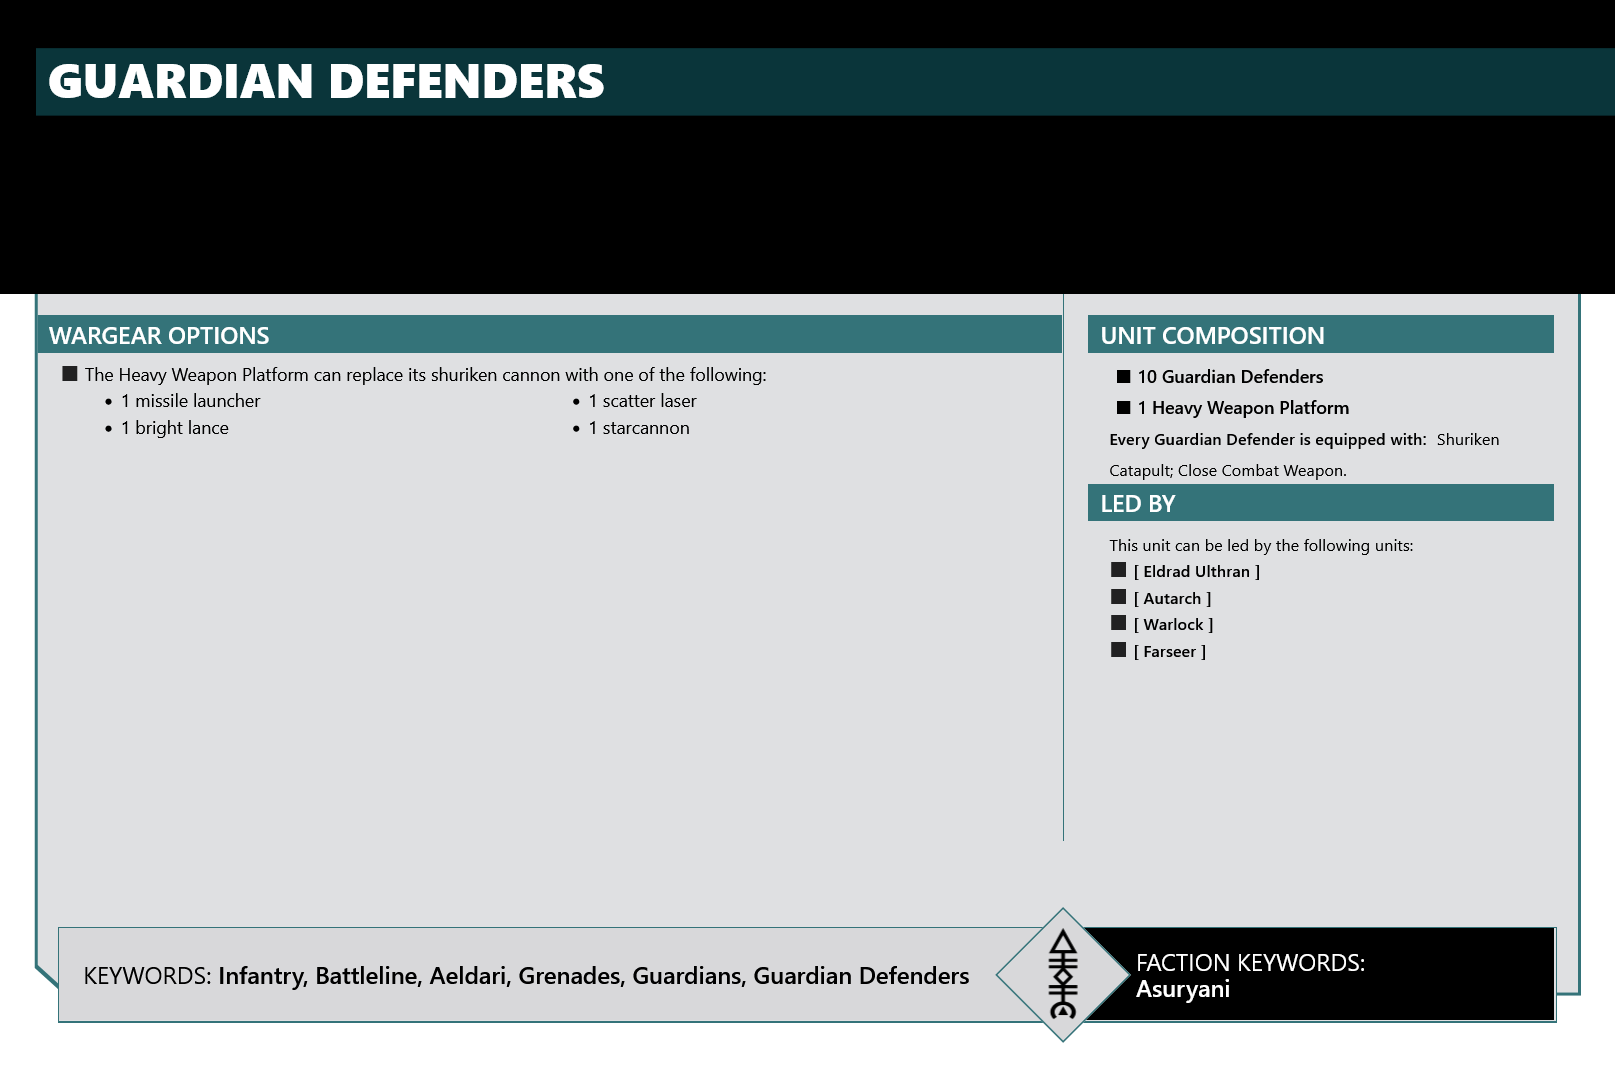 GUARDIAN DEFENDERS
WARGEAR OPTIONS
■ The Heavy Weapon Platform can replace its shuriken cannon with one of the following:
• 1 missile launcher
• 1 bright lance
• 1 scatter laser
• 1 starcannon
UNIT COMPOSITION
■ 10 Guardian Defenders
■ 1 Heavy Weapon Platform
Every Guardian Defender is equipped with: Shuriken
Catapult; Close Combat Weapon.
LED BY
This unit can be led by the following units:
■ [ Eldrad Ulthran ]
■ [ Autarch ]
■ [ Warlock ]
■ [ Farseer ]
KEYWORDS: Infantry, Battleline, Aeldari, Grenades, Guardians, Guardian Defenders
FACTION KEYWORDS:
Asuryani